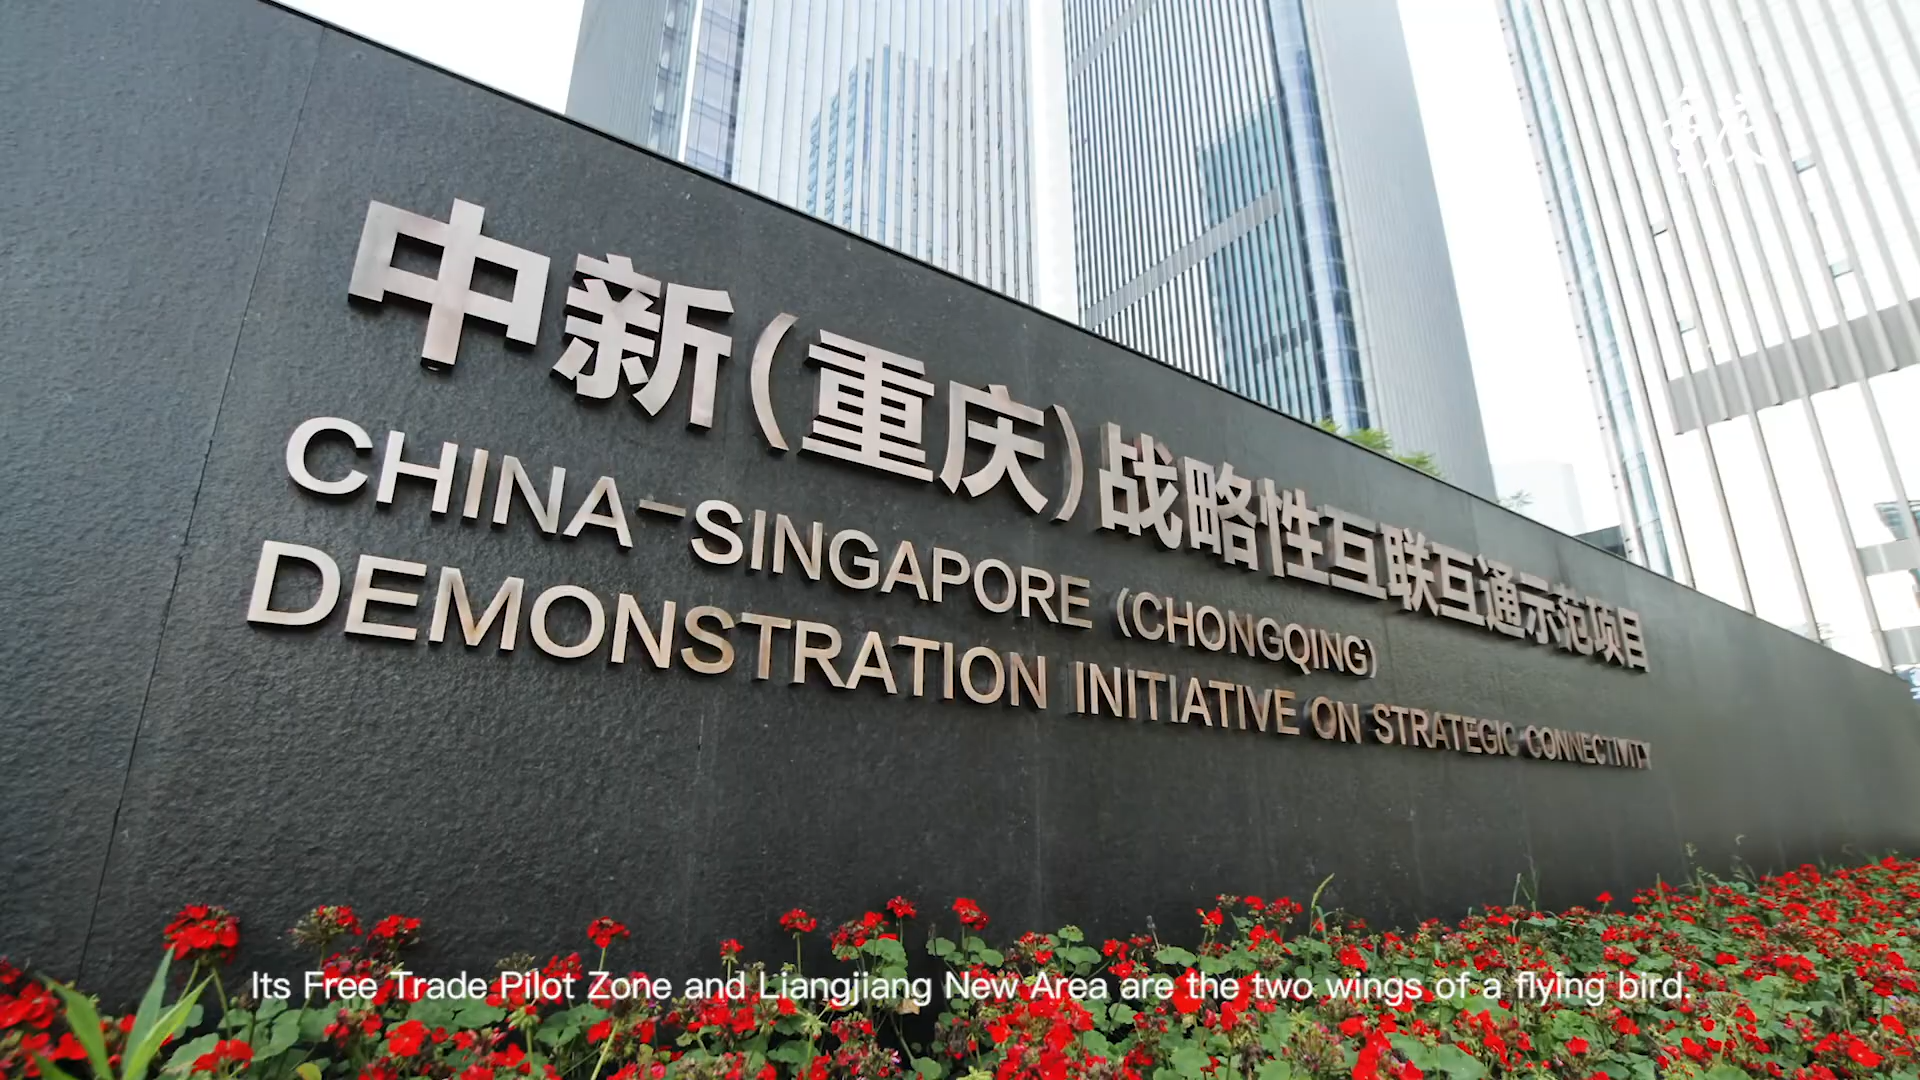 重庆
中新(重庆)战略性互联互通示范项目
CHINA-SINGAPORE (CHONGQING)
DEMONSTRATION INITIATIVE ON STRATEGIC CONNECTIVITY
Its Free Trade Pilot Zone and Liangjiang New Area are the two wings of a flying bird.